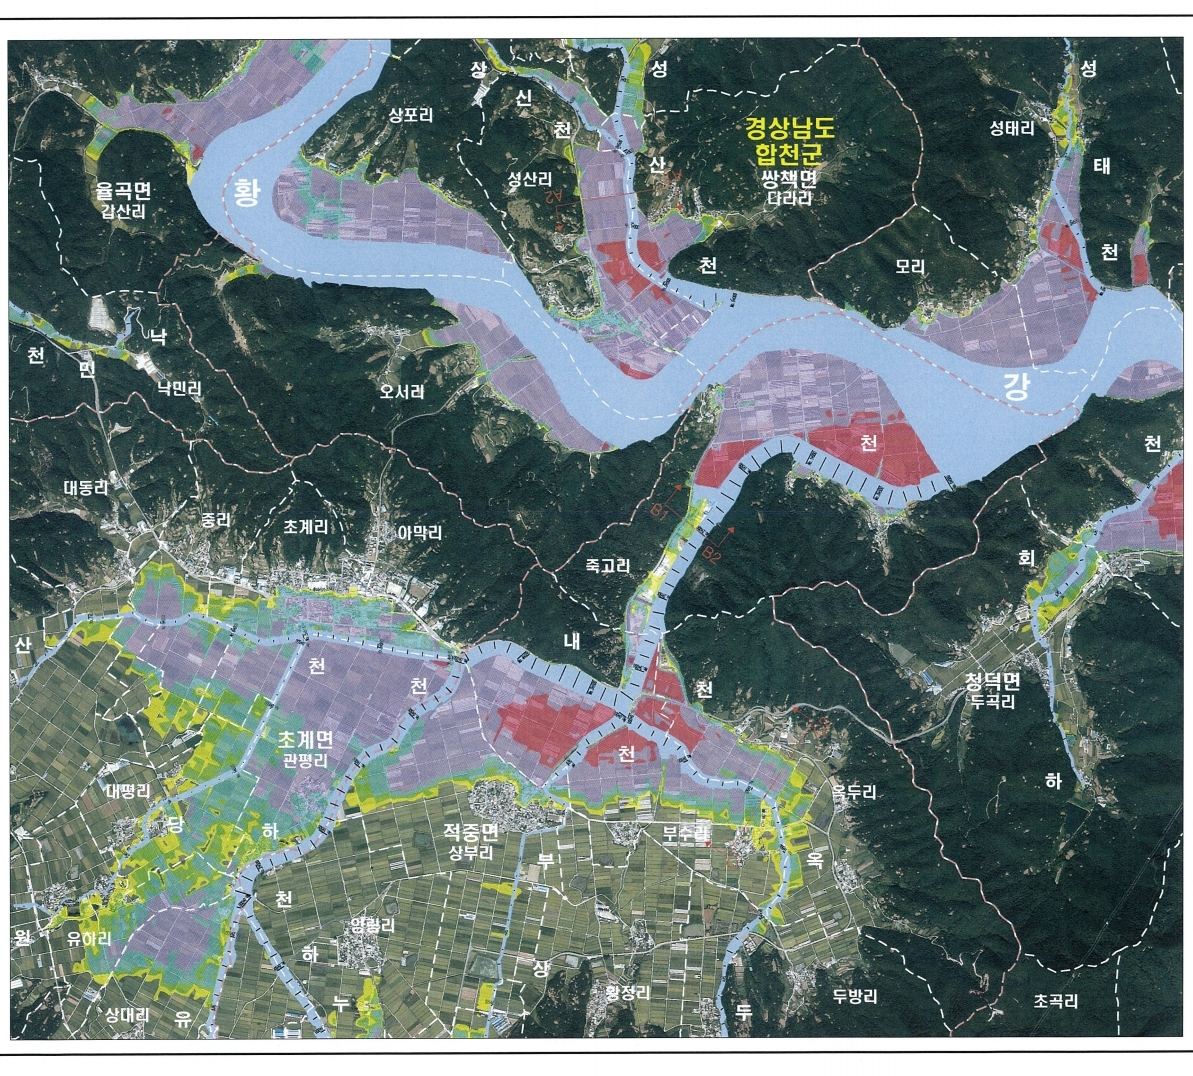 상
성
상포리
신
천
경상남도
합천군
쌍책면
다라리
성
성태리
태
산
성산리
율곡면
갑산리
황
천
천
모리
낙
천
민
낙민리
오서리
강
천
천
대동리
중리
초계리
아막리
B1
B2
죽고리
회
산
내
천
천
천
청덕면
두곡리
초계면
관평리
천
하
대평리
당
하
옥두리
적중면
상부리
부수리
부
옥
천
양림리
원
유하리
하
상
누
황정리
두방리
초곡리
상대리
유
두